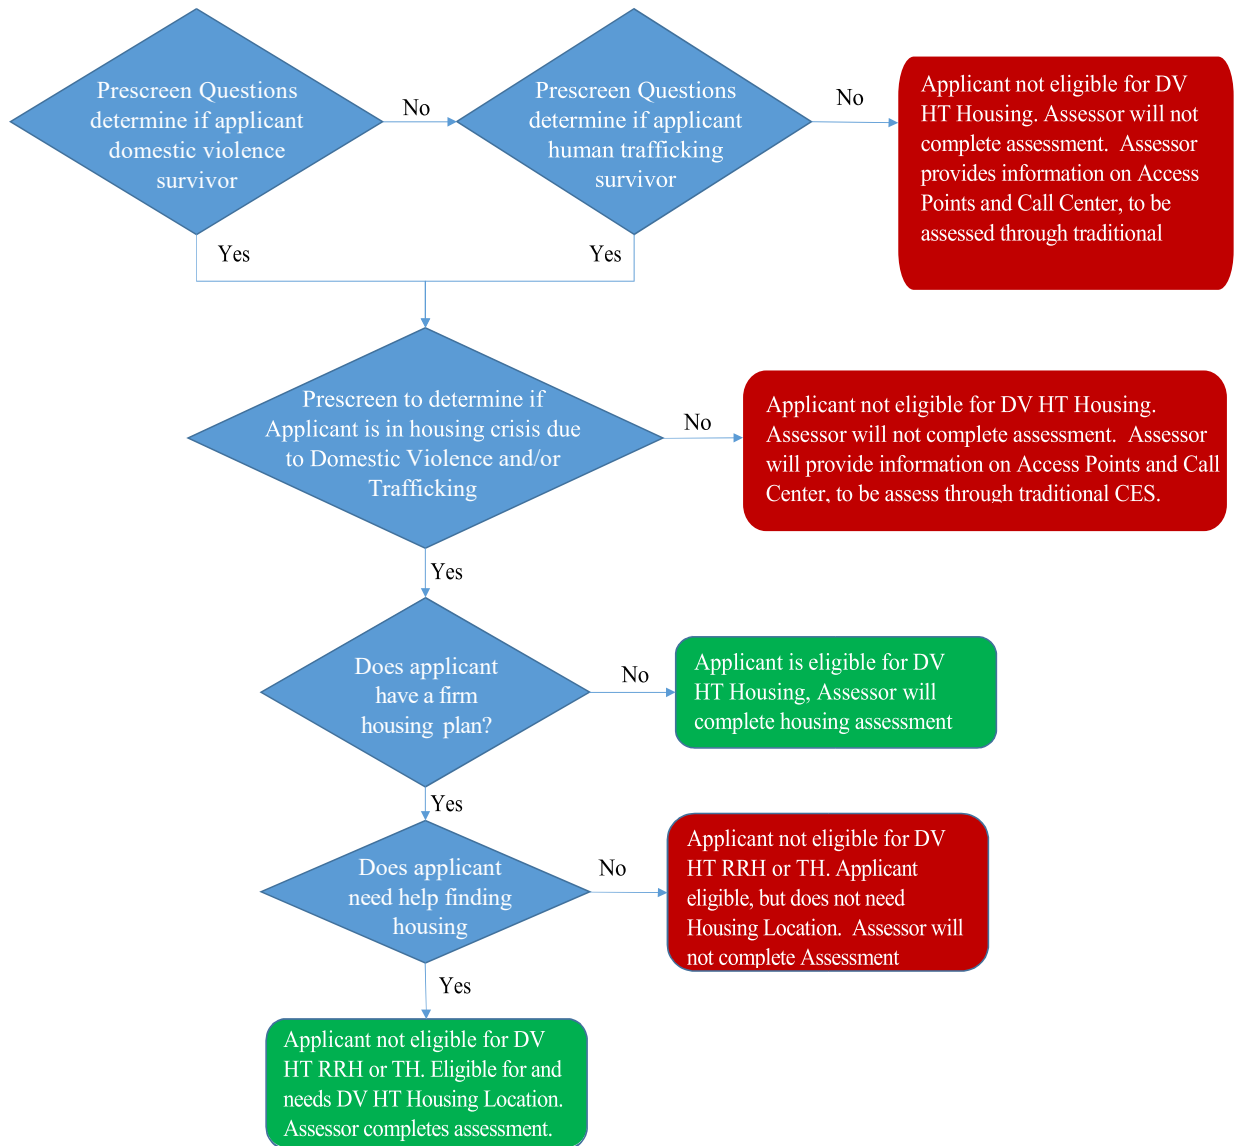 Prescreen Questions
determine if applicant
domestic violence
survivor
No
Prescreen Questions
determine if applicant
human trafficking
survivor
No
Applicant not eligible for DV
HT Housing. Assessor will not
complete assessment.  Assessor
provides information on Access
Points and Call Center, to be
assessed through traditional
Yes
Yes
Prescreen to determine if
Applicant is in housing crisis due
to Domestic Violence and/or
Trafficking
No
Applicant not eligible for DV HT Housing.
Assessor will not complete assessment.  Assessor
will provide information on Access Points and Call
Center, to be assess through traditional CES.
Yes
Does applicant
have a firm
housing plan?
No
Applicant is eligible for DV
HT Housing, Assessor will
complete housing assessment
Yes
Does applicant
need help finding
housing
No
Applicant not eligible for DV
HT RRH or TH. Applicant
eligible, but does not need
Housing Location.  Assessor will
not complete Assessment
Yes
Applicant not eligible for DV
HT RRH or TH. Eligible for and
needs DV HT Housing Location.
Assessor completes assessment.